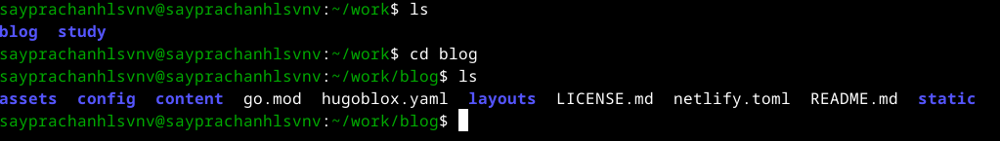 sayprachanhlsvnv@sayprachanhlsvnv:~/work$ ls
blog  study
sayprachanhlsvnv@sayprachanhlsvnv:~/work$ cd blog
sayprachanhlsvnv@sayprachanhlsvnv:~/work/blog$ ls
assets  config  content  go.mod  hugoblox.yaml  layouts  LICENSE.md  netlify.toml  README.md  static
sayprachanhlsvnv@sayprachanhlsvnv:~/work/blog$